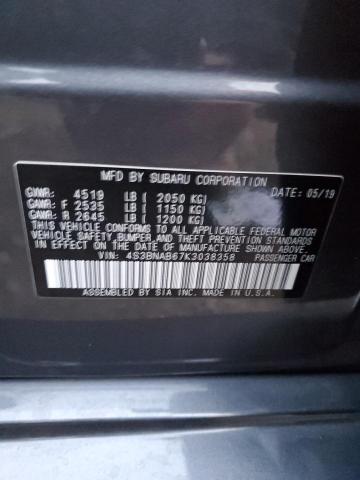 MFD BY SUBARU CORPORATION
GVWR: 4519 LB ( 2050 KG) DATE: 05/19
GAWR: F 2535 LB ( 1150 KG)
GAWR: R 2645 LB ( 1200 KG)
THIS VEHICLE CONFORMS TO ALL APPLICABLE FEDERAL MOTOR
VEHICLE SAFETY, BUMPER, AND THEFT PREVENTION STANDARDS
IN EFFECT ON THE DATE OF MANUFACTURE SHOWN ABOVE.
VIN: 4S3BNAB67K3038358 PASSENGER CAR
ASSEMBLED BY SIA INC. MADE IN U.S.A.